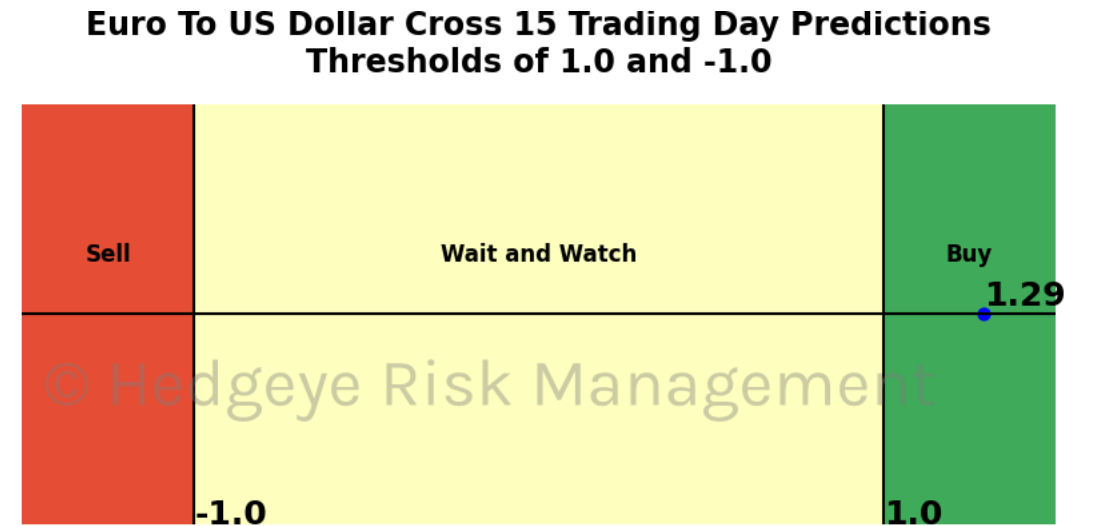 Euro To US Dollar Cross 15 Trading Day Predictions
Thresholds of 1.0 and -1.0
Sell
Wait and Watch
Buy
1.29
© Hedgeye Risk Management
-1.0
1.0